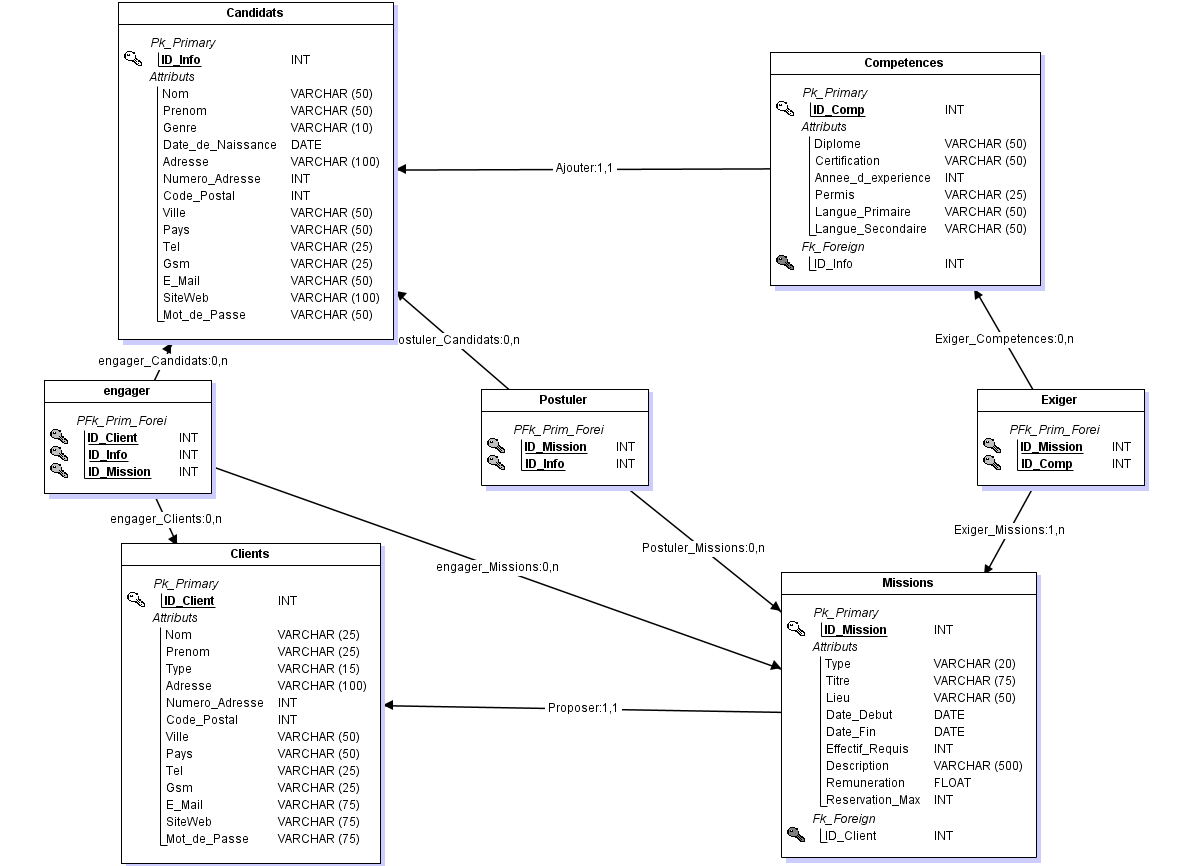 Candidats
Pk_Primary
ID_Info INT
Attributs
Nom VARCHAR (50)
Prenom VARCHAR (50)
Genre VARCHAR (10)
Date_de_Naissance DATE
Adresse VARCHAR (100)
Numero_Adresse INT
Code_Postal INT
Ville VARCHAR (50)
Pays VARCHAR (50)
Tel VARCHAR (25)
Gsm VARCHAR (25)
E_Mail VARCHAR (50)
SiteWeb VARCHAR (100)
Mot_de_Passe VARCHAR (50)
Competences
Pk_Primary
ID_Comp INT
Attributs
Diplome VARCHAR (50)
Certification VARCHAR (50)
Annee_d_experience INT
Permis VARCHAR (25)
Langue_Primaire VARCHAR (50)
Langue_Secondaire VARCHAR (50)
Fk_Foreign
ID_Info INT
Ajouter:1,1
engager_Candidats:0,n
ostuler_Candidats:0,n
Exiger_Competences:0,n
engager
PFk_Prim_Forei
ID_Client INT
ID_Info INT
ID_Mission INT
Postuler
PFk_Prim_Forei
ID_Mission INT
ID_Info INT
Exiger
PFk_Prim_Forei
ID_Mission INT
ID_Comp INT
engager_Clients:0,n
engager_Missions:0,n
Postuler_Missions:0,n
Exiger_Missions:1,n
Clients
Pk_Primary
ID_Client INT
Attributs
Nom VARCHAR (25)
Prenom VARCHAR (25)
Type VARCHAR (15)
Adresse VARCHAR (100)
Numero_Adresse INT
Code_Postal INT
Ville VARCHAR (50)
Pays VARCHAR (50)
Tel VARCHAR (25)
Gsm VARCHAR (25)
E_Mail VARCHAR (75)
SiteWeb VARCHAR (75)
Mot_de_Passe VARCHAR (75)
Proposer:1,1
Missions
Pk_Primary
ID_Mission INT
Attributs
Type VARCHAR (20)
Titre VARCHAR (75)
Lieu VARCHAR (50)
Date_Debut DATE
Date_Fin DATE
Effectif_Requis INT
Description VARCHAR (500)
Remuneration FLOAT
Reservation_Max INT
Fk_Foreign
ID_Client INT